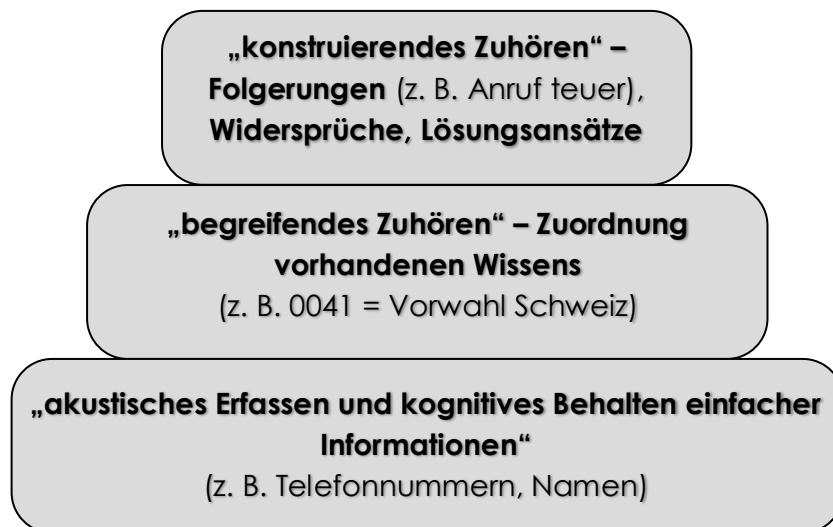 „konstruierendes Zuhören“ –
Folgerungen (z. B. Anruf teuer),
Widersprüche, Lösungsansätze
„begreifendes Zuhören“ – Zuordnung
vorhandenen Wissens
(z. B. 0041 = Vorwahl Schweiz)
„akustisches Erfassen und kognitives Behalten einfacher
Informationen“
(z. B. Telefonnummern, Namen)